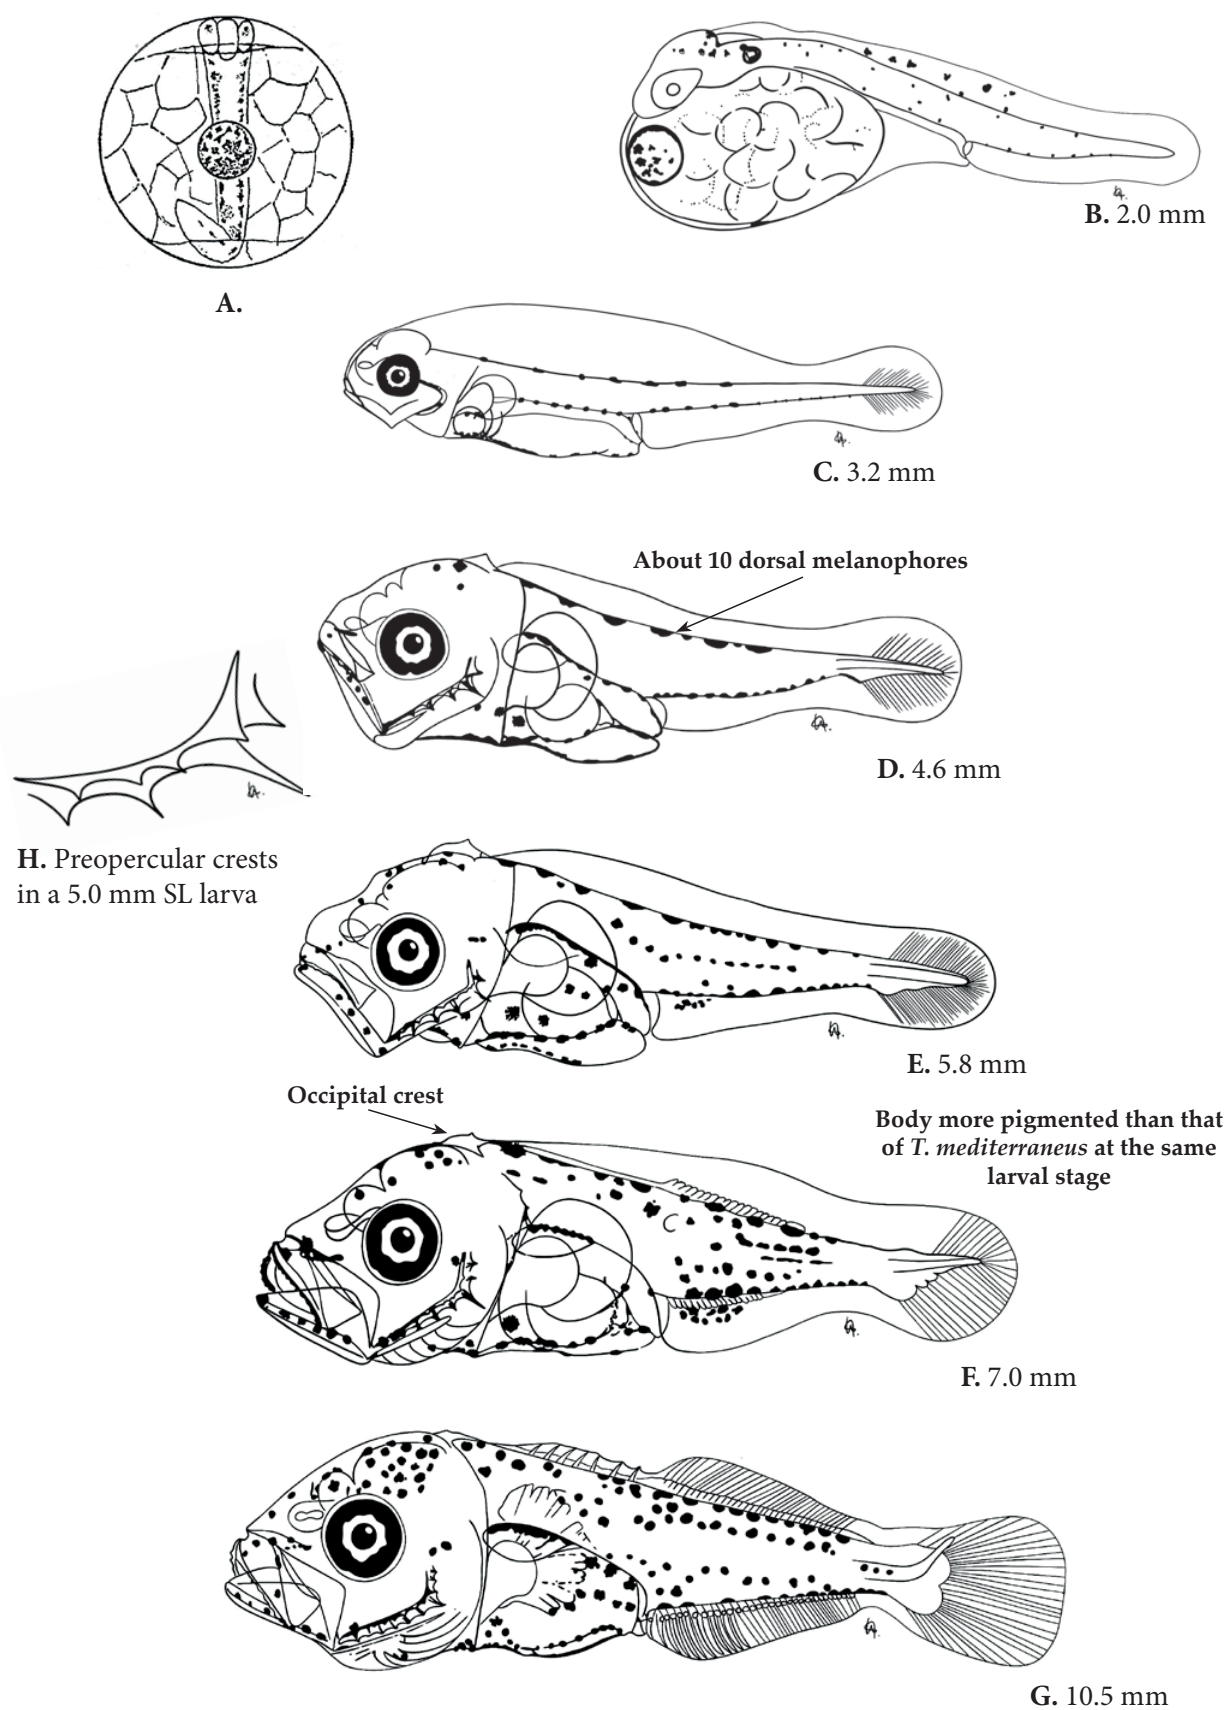 A.
B. 2.0 mm
C. 3.2 mm
About 10 dorsal melanophores
D. 4.6 mm
H. Preopercular crests
in a 5.0 mm SL larva
E. 5.8 mm
Occipital crest
Body more pigmented than that
of T. mediterraneus at the same
larval stage
F. 7.0 mm
G. 10.5 mm